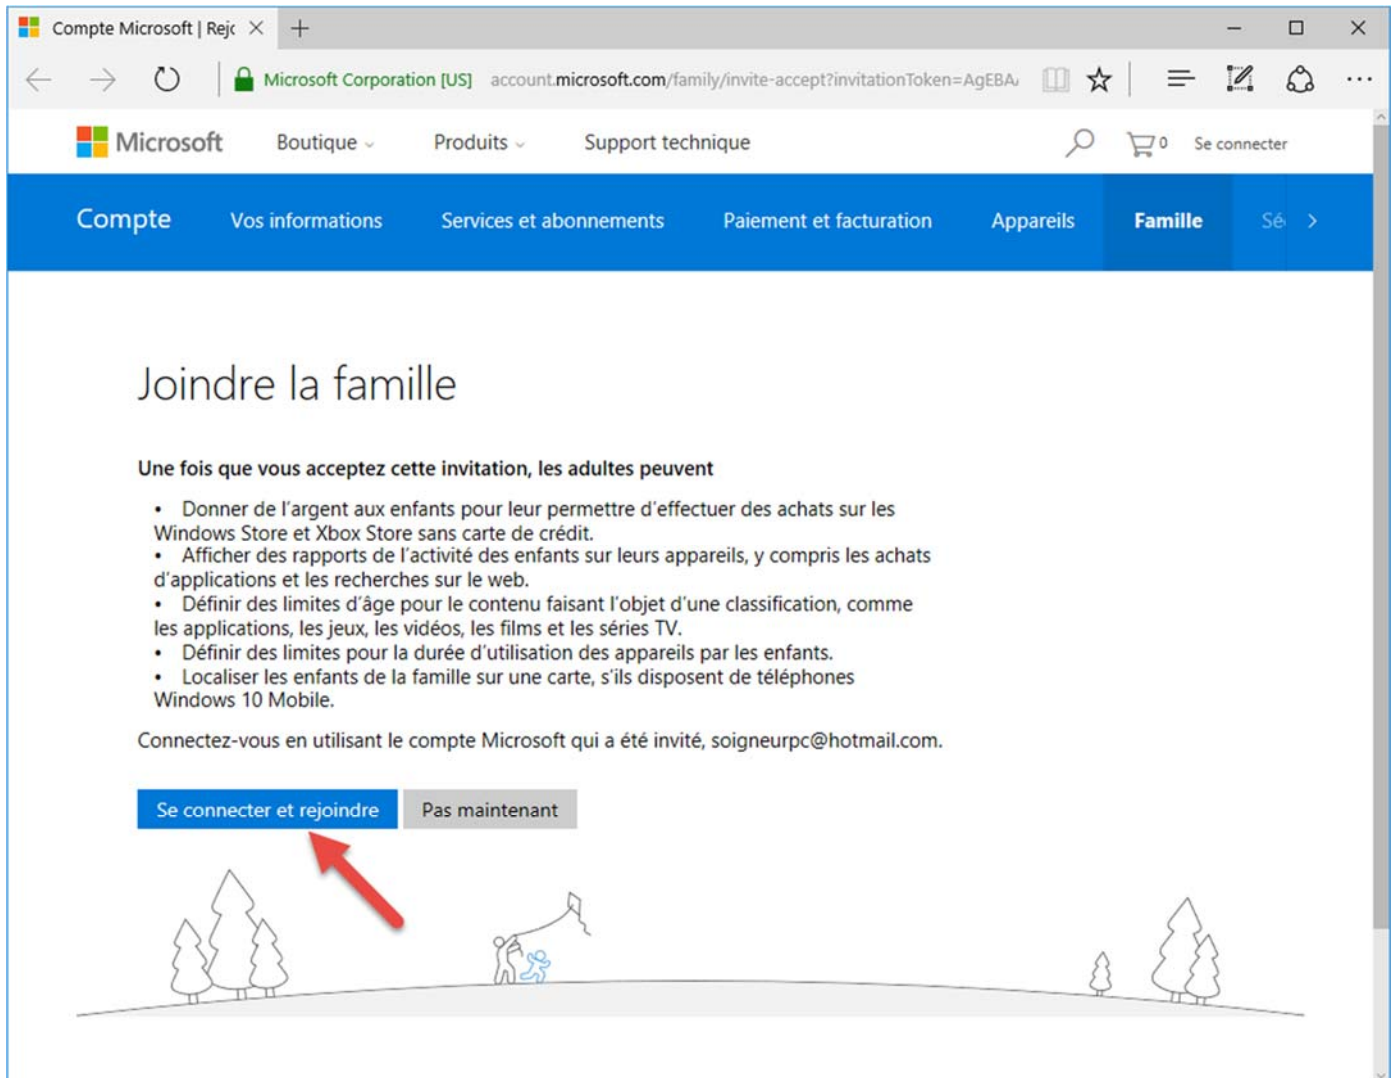 Compte Microsoft | Rejc
Microsoft Corporation [US] account.microsoft.com/family/invite-accept?invitationToken=AgEBA
Microsoft Boutique Produits Support technique 0 Se connecter
Compte Vos informations Services et abonnements Paiement et facturation Appareils Famille Sé
Joindre la famille
Une fois que vous acceptez cette invitation, les adultes peuvent
• Donner de l'argent aux enfants pour leur permettre d'effectuer des achats sur les
Windows Store et Xbox Store sans carte de crédit.
• Afficher des rapports de l'activité des enfants sur leurs appareils, y compris les achats
d'applications et les recherches sur le web.
• Définir des limites d'âge pour le contenu faisant l'objet d'une classification, comme
les applications, les jeux, les vidéos, les films et les séries TV.
• Définir des limites pour la durée d'utilisation des appareils par les enfants.
• Localiser les enfants de la famille sur une carte, s'ils disposent de téléphones
Windows 10 Mobile.
Connectez-vous en utilisant le compte Microsoft qui a été invité, soigneurpc@hotmail.com.
Se connecter et rejoindre Pas maintenant